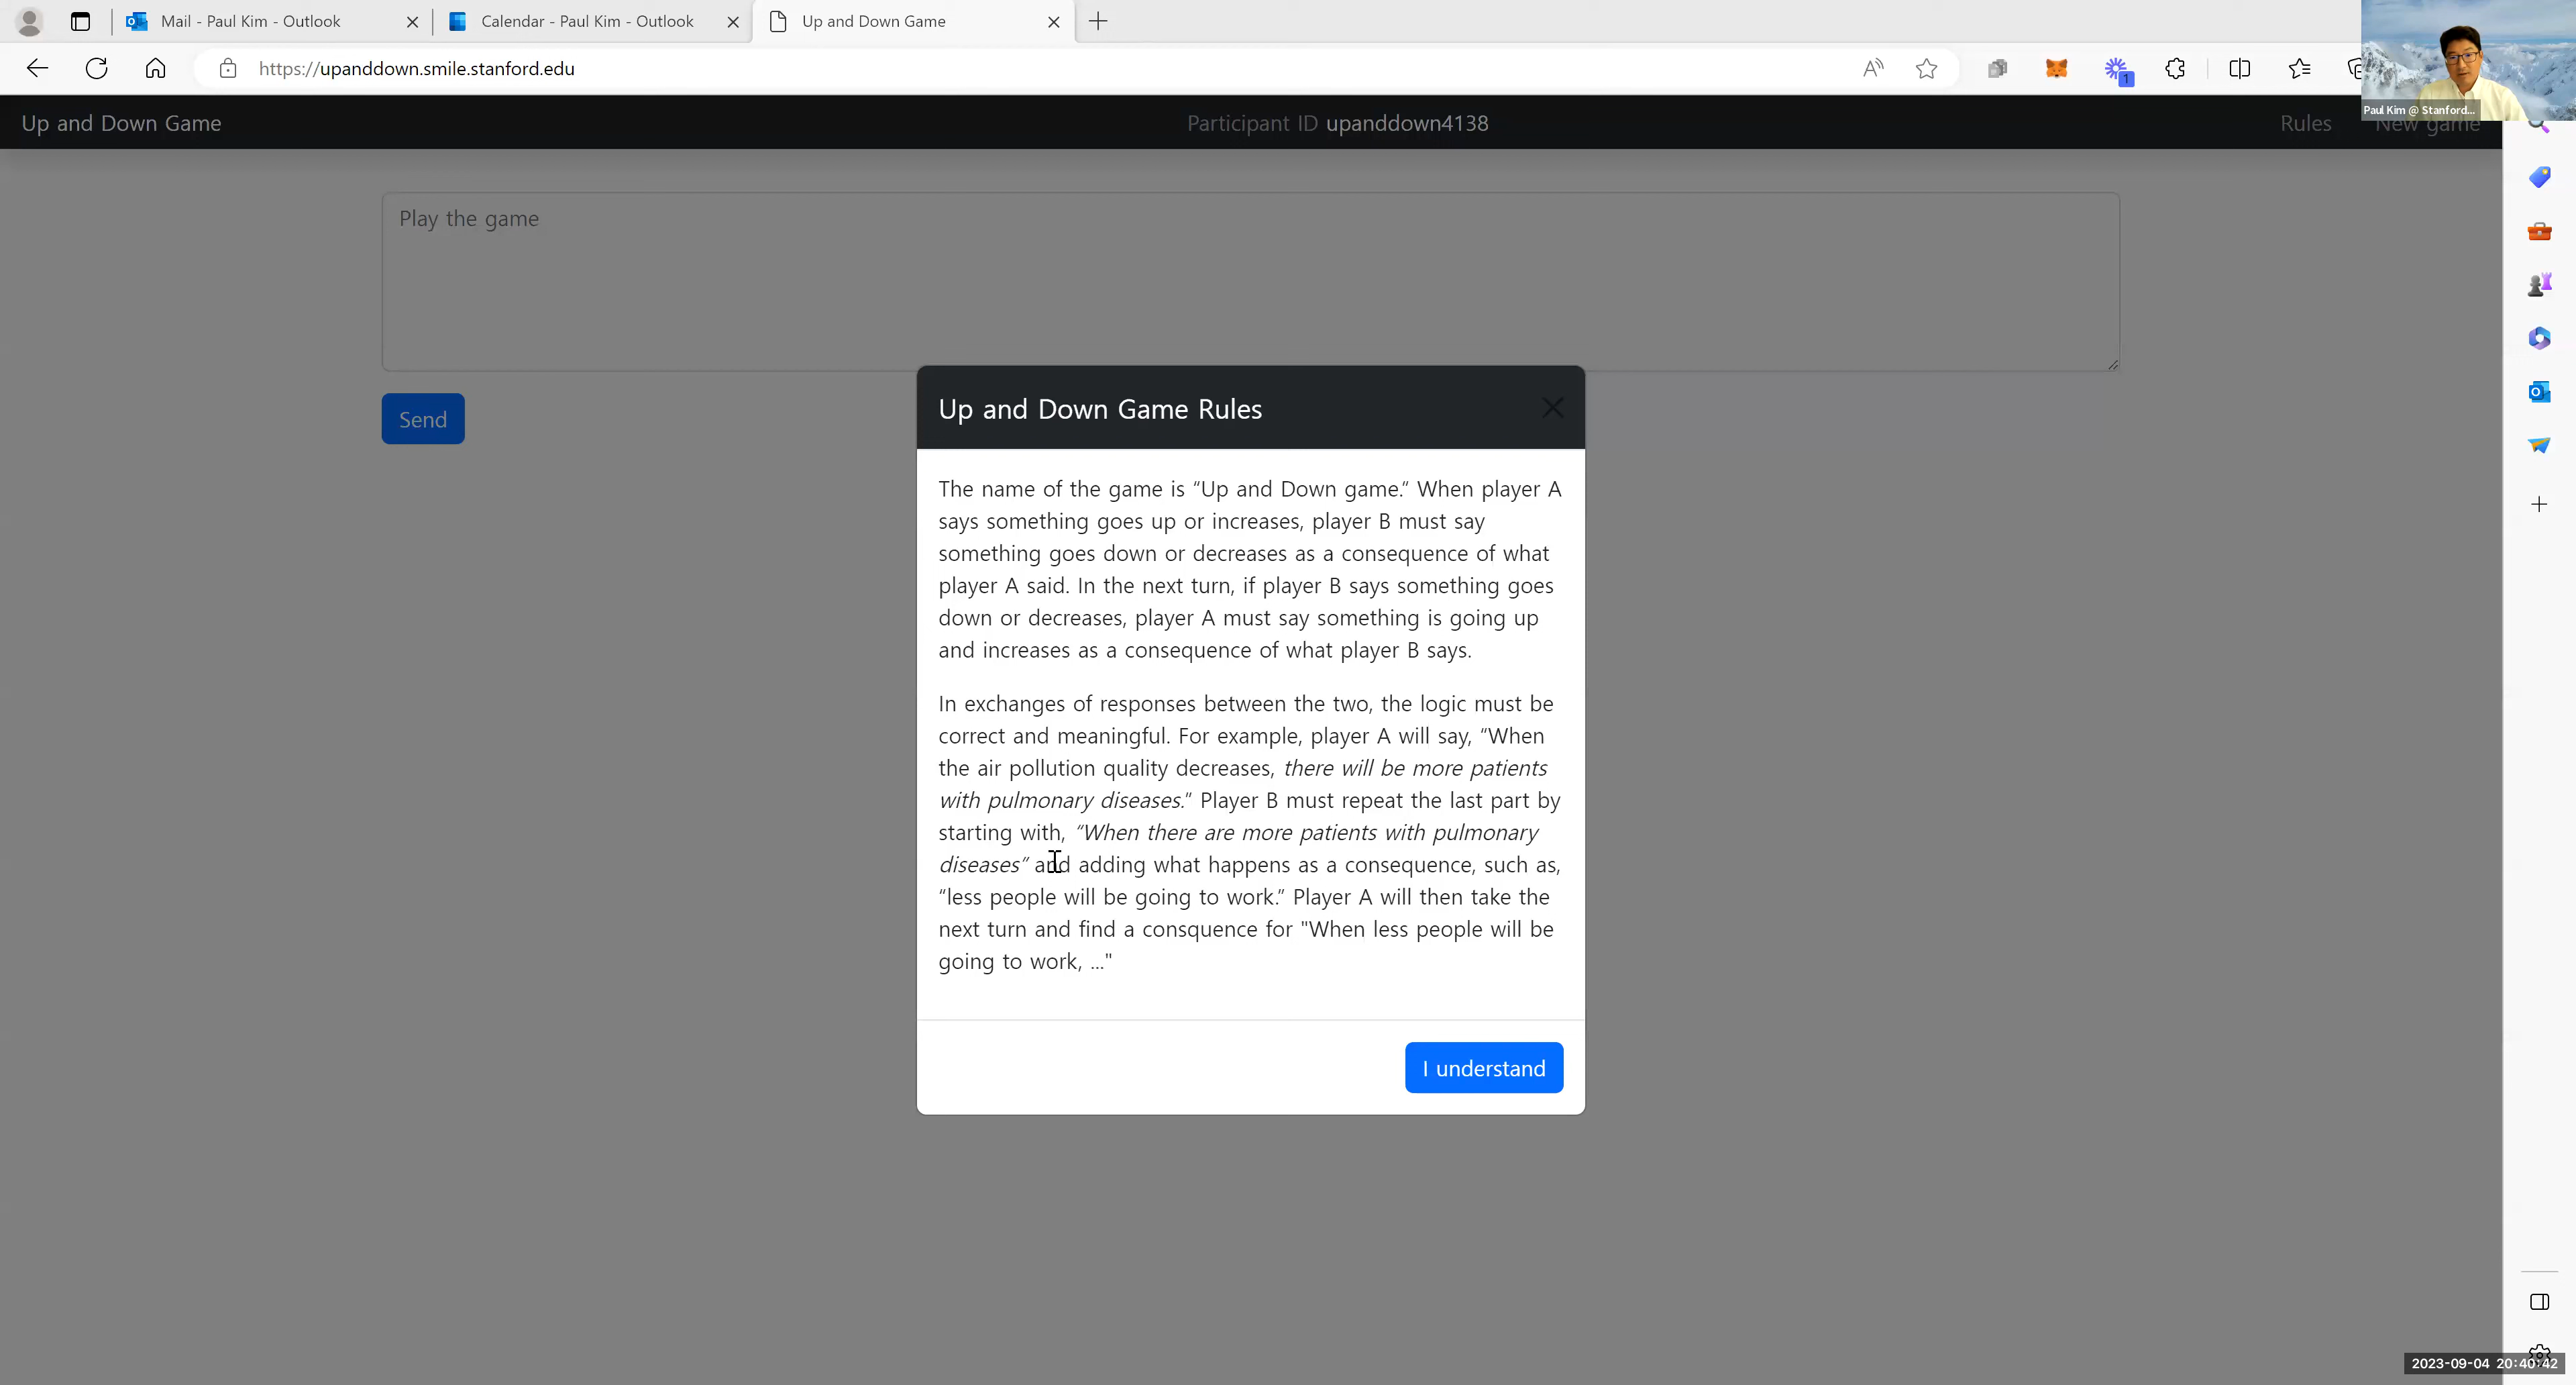 Mail - Paul Kim - Outlook
Calendar - Paul Kim - Outlook
Up and Down Game
https://upanddown.smile.stanford.edu
A
1
Paul Kim @ Stanford...
Up and Down Game
Participant ID upanddown4138
Rules
New game
Play the game
Send
Up and Down Game Rules
The name of the game is “Up and Down game.” When player A
says something goes up or increases, player B must say
something goes down or decreases as a consequence of what
player A said. In the next turn, if player B says something goes
down or decreases, player A must say something is going up
and increases as a consequence of what player B says.
In exchanges of responses between the two, the logic must be
correct and meaningful. For example, player A will say, “When
the air pollution quality decreases, there will be more patients
with pulmonary diseases.” Player B must repeat the last part by
starting with, “When there are more patients with pulmonary
diseases” and adding what happens as a consequence, such as,
“less people will be going to work.” Player A will then take the
next turn and find a consquence for "When less people will be
going to work, ..."
I understand
2023-09-04 20:40:42